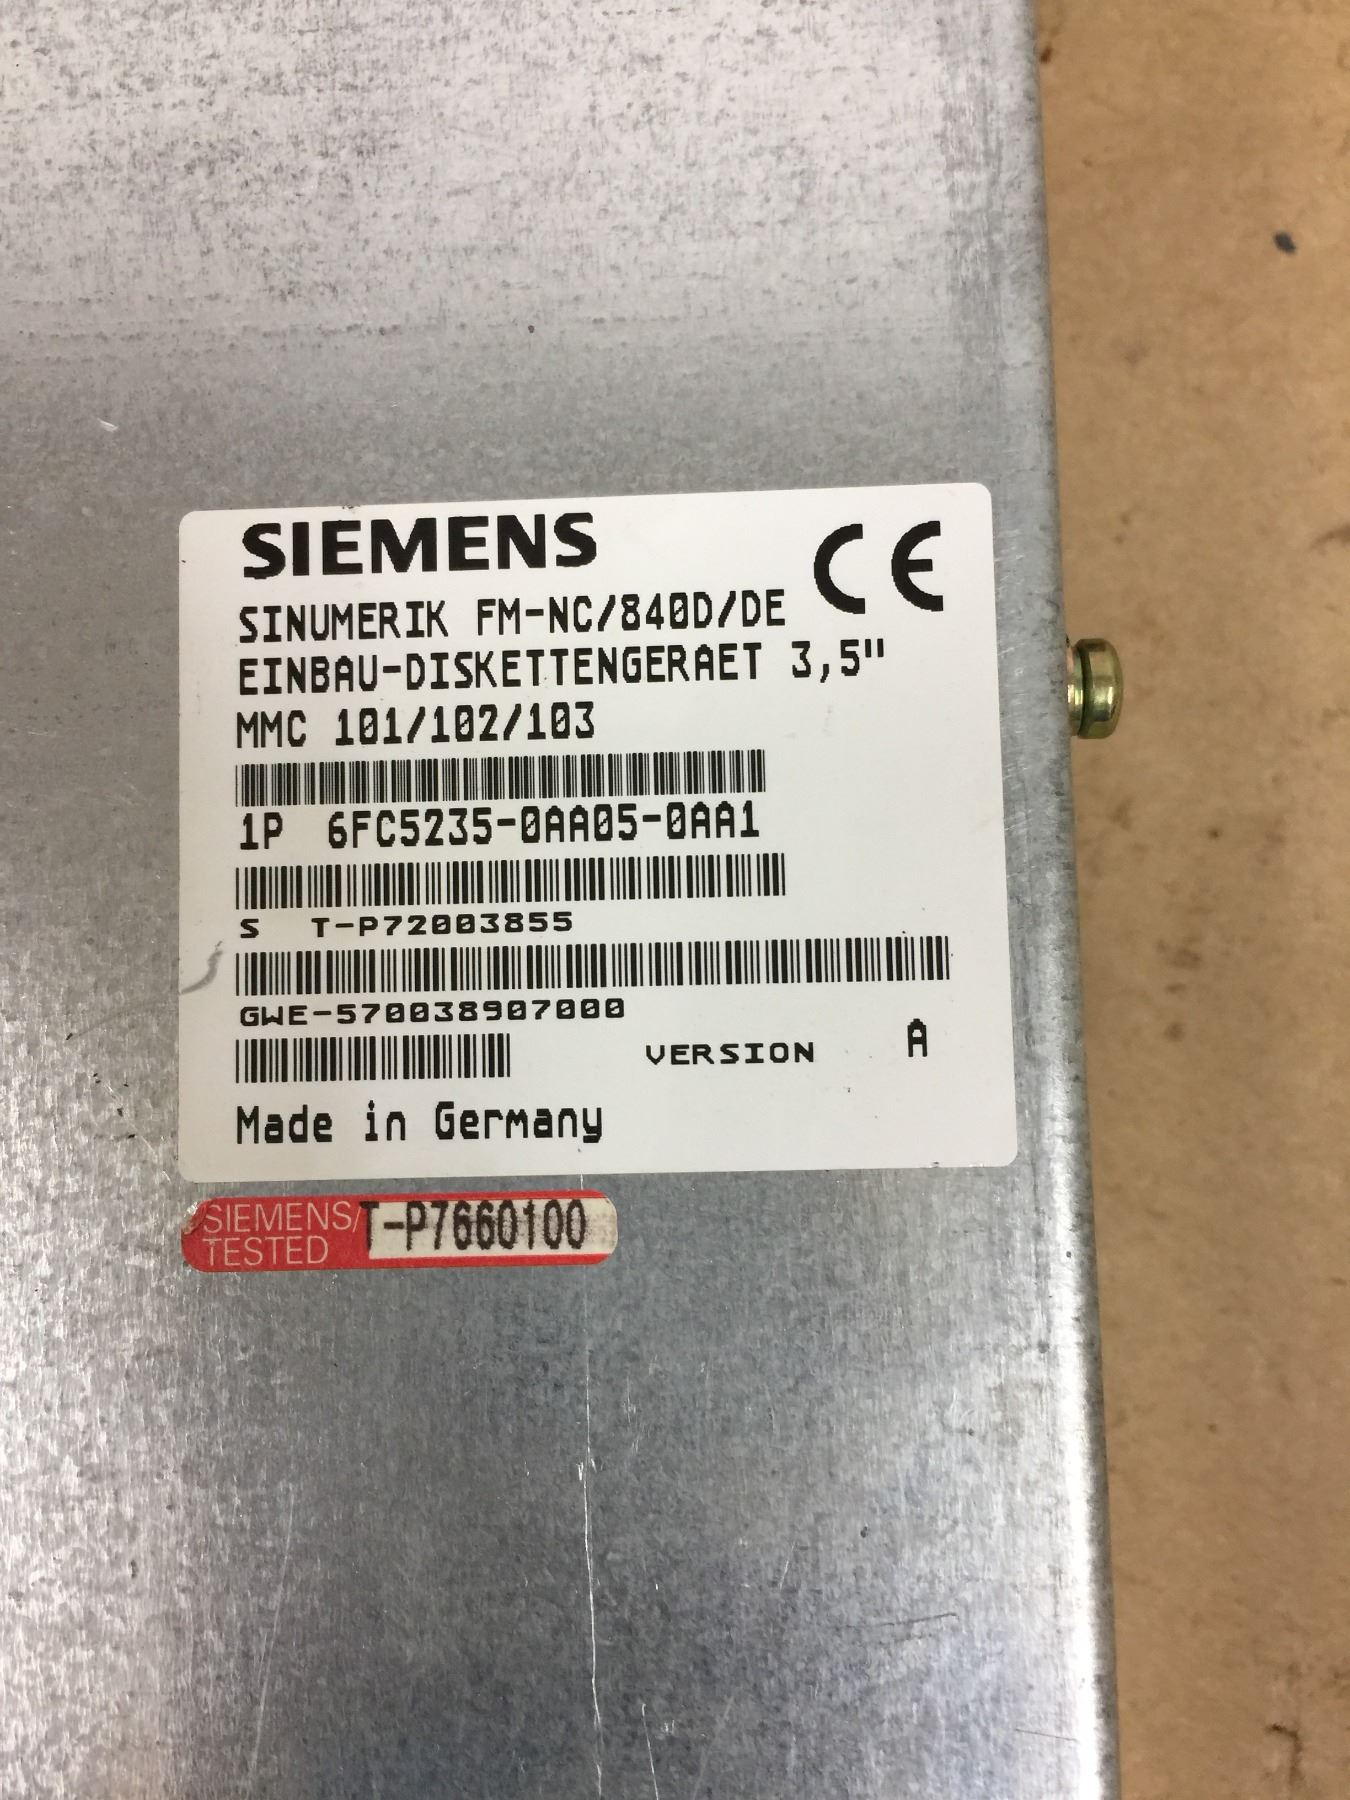 SIEMENS
CE
SINUMERIK FM-NC/840D/DE
EINBAU-DISKETTENGERAET 3,5"
MMC 101/102/103
1P 6FC5235-0AA05-0AA1
S T-P72003855
GWE-570038907000
VERSION A
Made in Germany
SIEMENS/
TESTED
T-P7660100